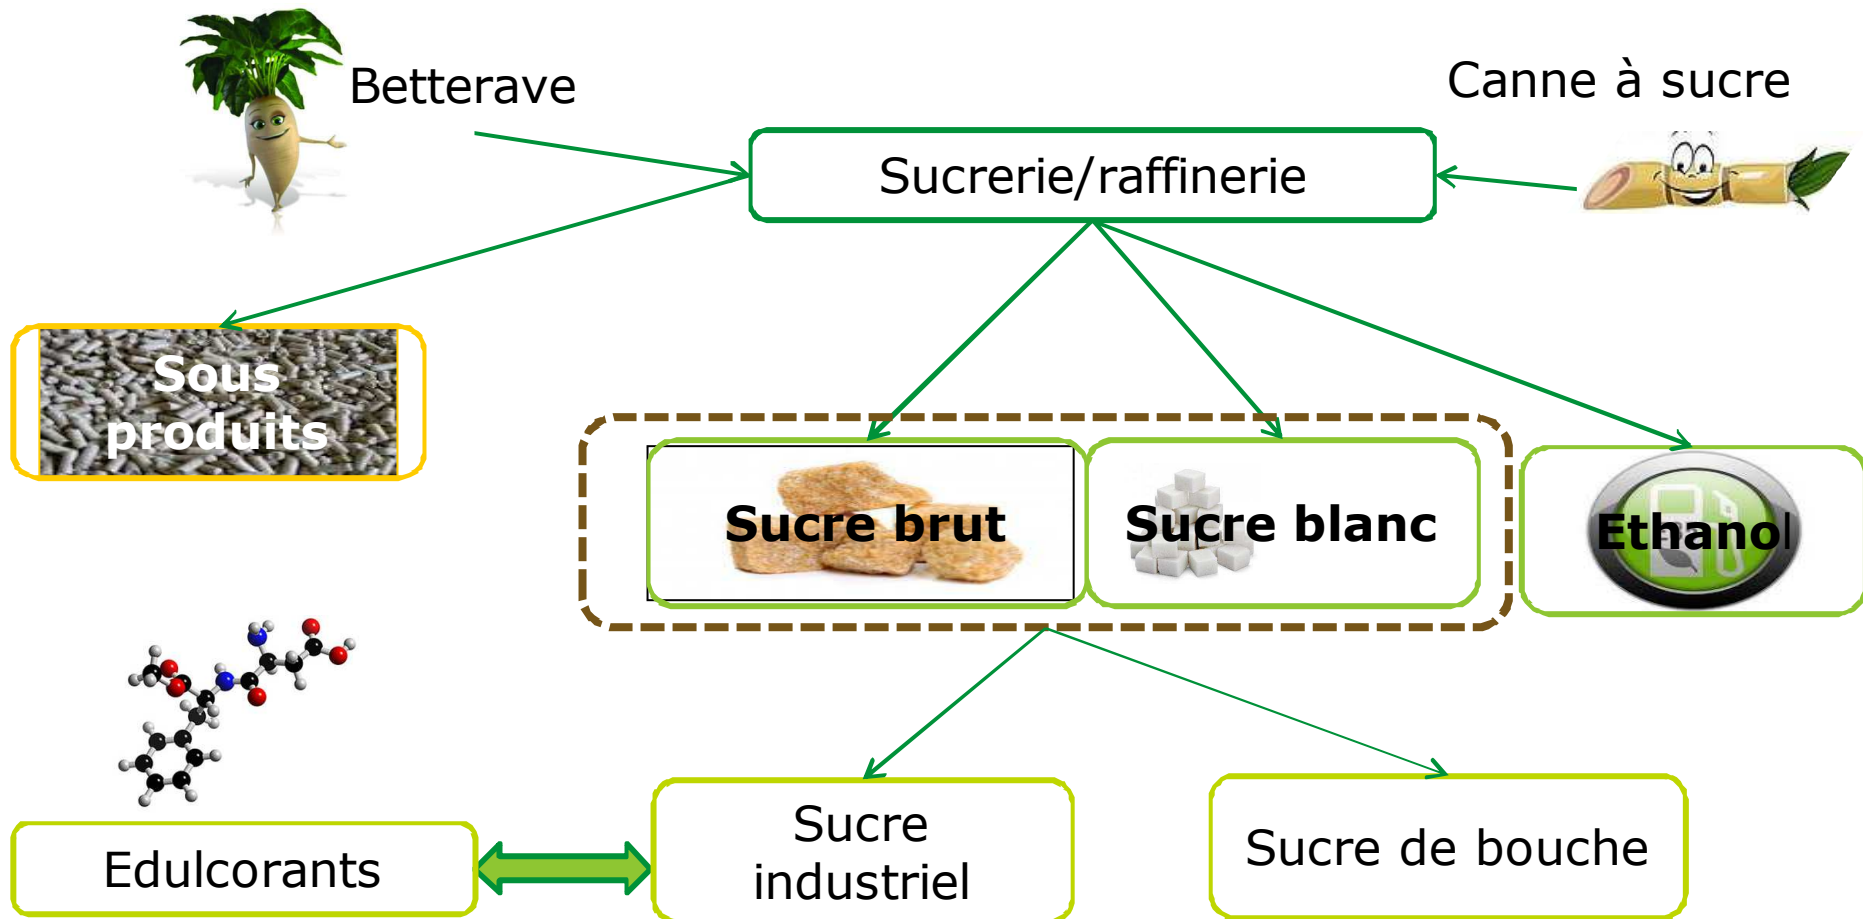 Betterave
Canne à sucre
Sucrerie/raffinerie
Sous
produits
Sucre brut
Sucre blanc
Ethanol
Edulcorants
Sucre
industriel
Sucre de bouche